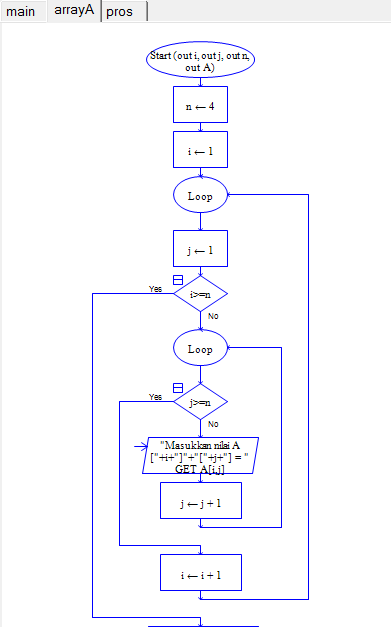 main
arrayA
pros
Start (out i, out j, out n,
out A)
n ← 4
i ← 1
Loop
j ← 1
Yes
i>=n
No
Loop
Yes
j>=n
No
"Masukkan nilai A
["+i+"]"+"["+j+"] = "
GET A[i,j]
j ← j + 1
i ← i + 1